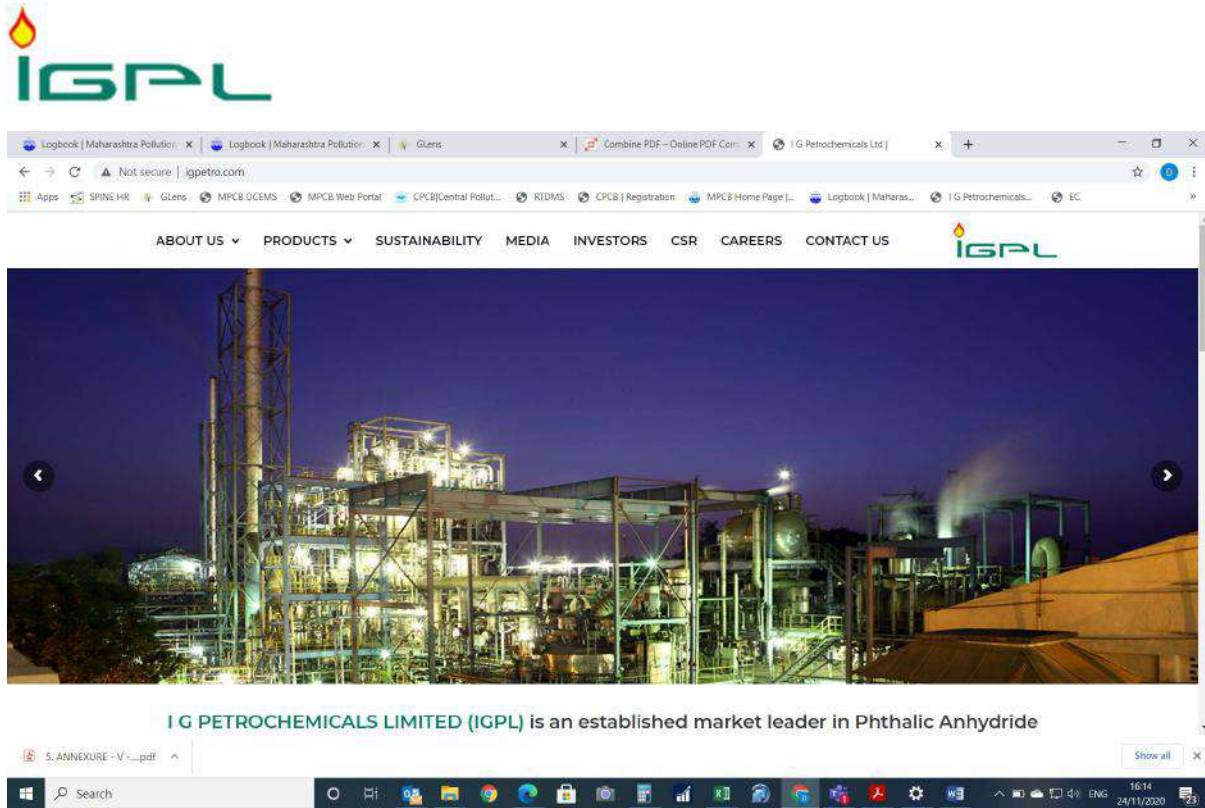 IGPL
Logbook | Maharashtra Pollution
Logbook | Maharashtra Pollution
GLens
Combine PDF – Online PDF Com
I G Petrochemicals Ltd |
Not secure | igpetro.com
D
Apps
SPINE HR
GLens
MPCB OCEMS
MPCB Web Portal
CPCB|Central Pollut...
RTDMS
CPCB | Registration
MPCB Home Page |...
Logbook | Maharas...
I G Petrochemicals...
EC
ABOUT US
PRODUCTS
SUSTAINABILITY
MEDIA
INVESTORS
CSR
CAREERS
CONTACT US
IGPL
I G PETROCHEMICALS LIMITED (IGPL) is an established market leader in Phthalic Anhydride
5. ANNEXURE - V -....pdf
Show all
Search
ENG
16:14
24/11/2020
23